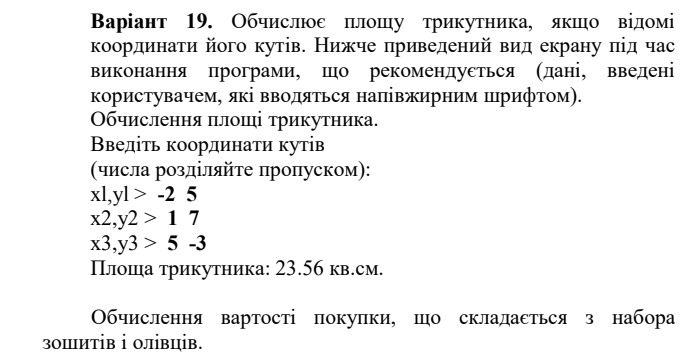 Варіант 19. Обчислює площу трикутника, якщо відомі
координати його кутів. Нижче приведений вид екрану під час
виконання програми, що рекомендується (дані, введені
користувачем, які вводяться напівжирним шрифтом).
Обчислення площі трикутника.
Введіть координати кутів
(числа розділяйте пропуском):
xl,yl > -2 5
x2,y2 > 1 7
x3,y3 > 5 -3
Площа трикутника: 23.56 кв.см.
Обчислення вартості покупки, що складається з набора
зошитів і олівців.